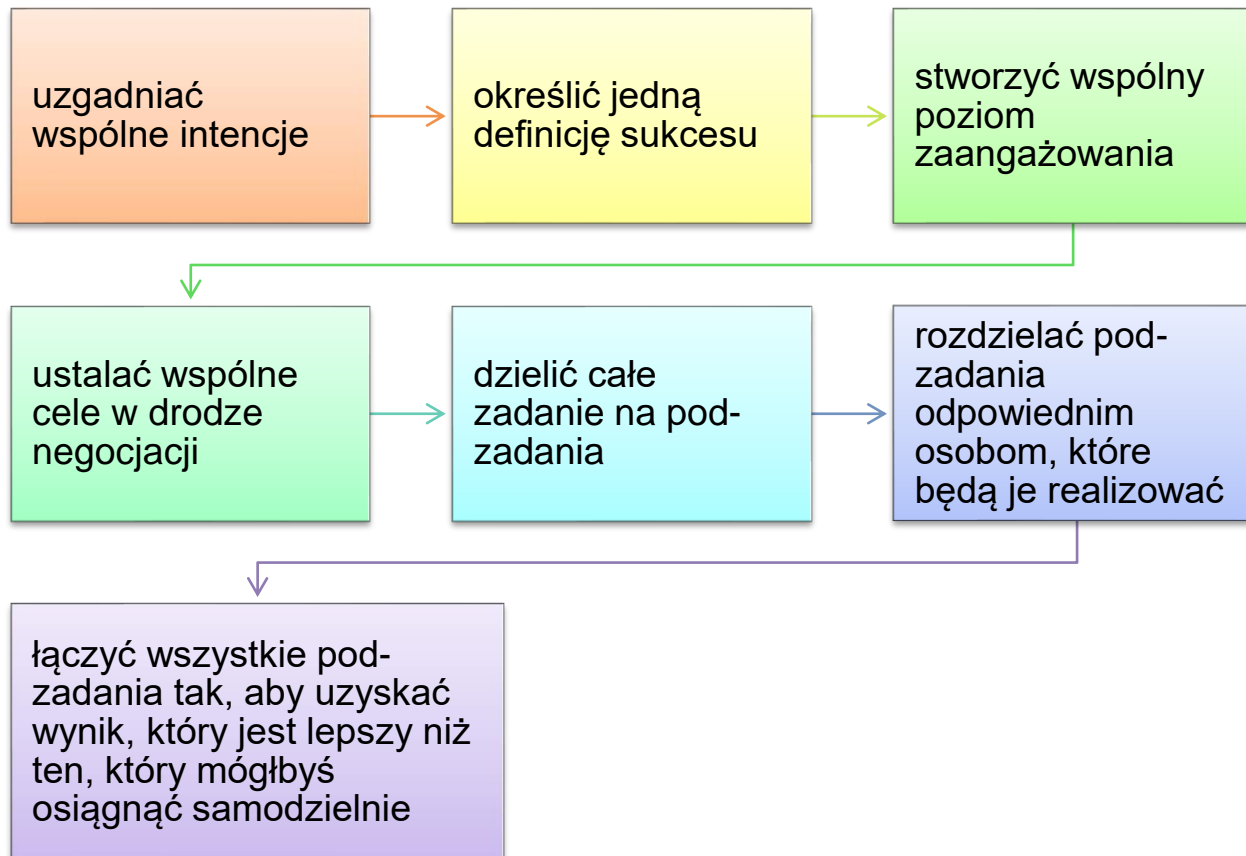 uzgadniać
wspólne intencje
określić jedną
definicję sukcesu
stworzyć wspólny
poziom
zaangażowania
ustalać wspólne
cele w drodze
negocjacji
dzielić całe
zadanie na pod-
zadania
rozdzielać pod-
zadania
odpowiednim
osobom, które
będą je realizować
łączyć wszystkie pod-
zadania tak, aby uzyskać
wynik, który jest lepszy niż
ten, który mógłbyś
osiągnąć samodzielnie